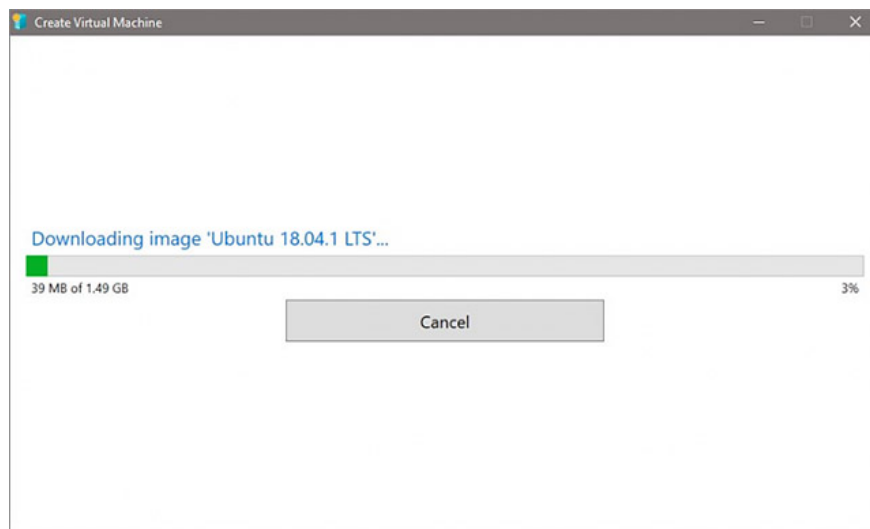 Create Virtual Machine
Downloading image 'Ubuntu 18.04.1 LTS'...
39 MB of 1.49 GB 3%
Cancel